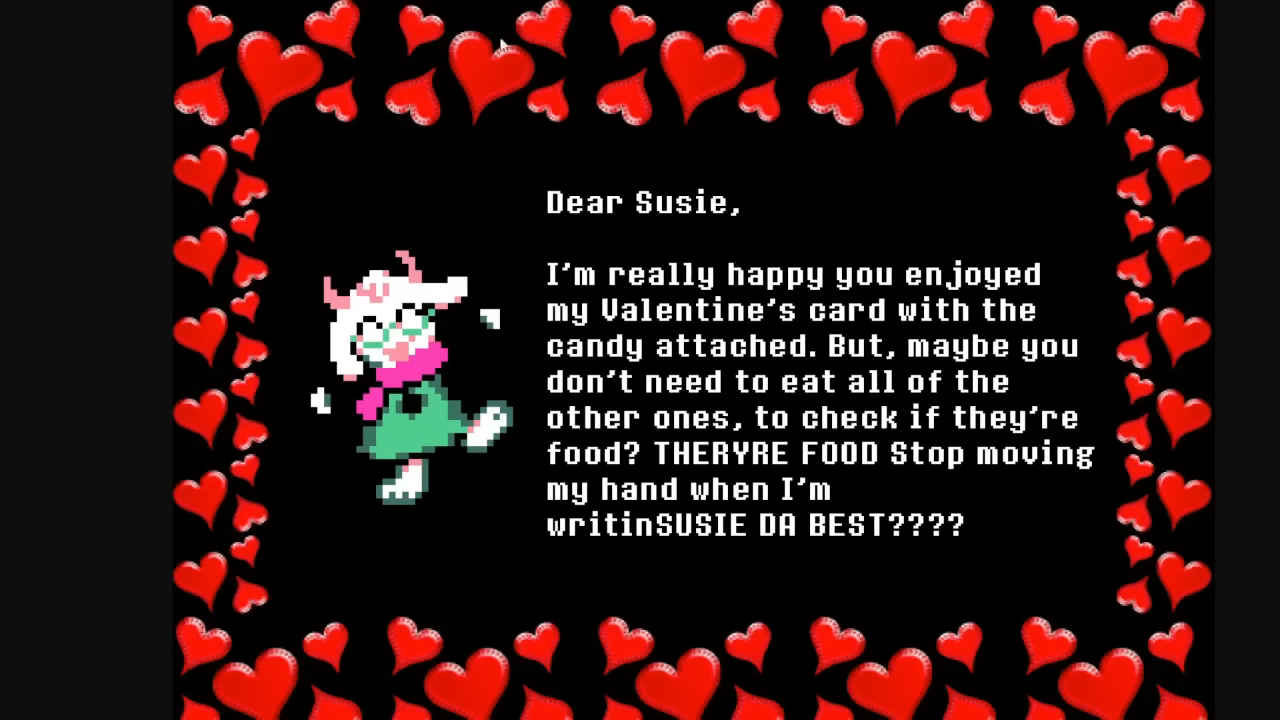 Dear Susie,
I'm really happy you enjoyed
my Valentine's card with the
candy attached. But, maybe you
don't need to eat all of the
other ones, to check if they're
food? THERYRE FOOD Stop moving
my hand when I'm
writinSUSIE DA BEST????